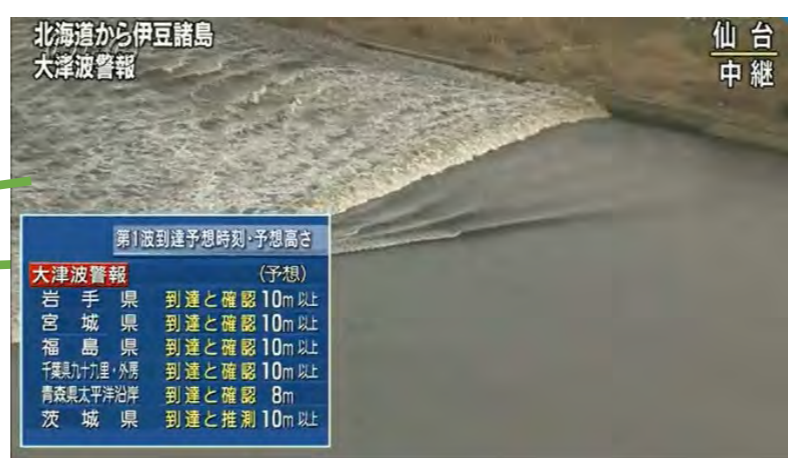 北海道から伊豆諸島
大津波警報
仙台
中継
第1波到達予想時刻・予想高さ
大津波警報 (予想)
岩手県 到達と確認 10m以上
宮城県 到達と確認 10m以上
福島県 到達と確認 10m以上
千葉県九十九里・外房 到達と確認 10m以上
青森県太平洋沿岸 到達と確認 8m
茨城県 到達と推測 10m以上